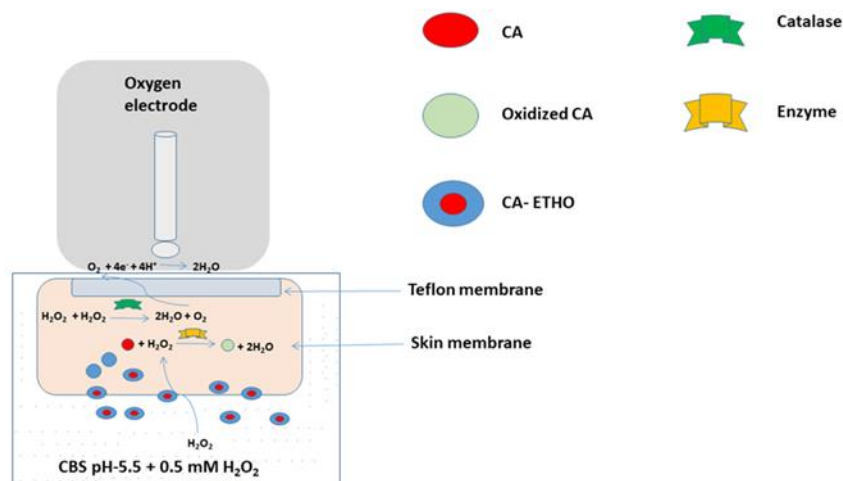 CA
Catalase
Oxygen
electrode
Oxidized CA
Enzyme
CA- ETHO
O₂ + 4e⁻ + 4H⁺ 2H₂O
Teflon membrane
H₂O₂ + H₂O₂ 2H₂O + O₂
+ H₂O₂ + 2H₂O
Skin membrane
H₂O₂
CBS pH-5.5 + 0.5 mM H₂O₂